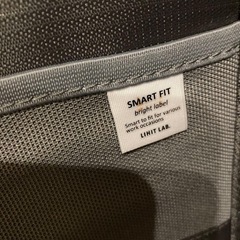 SMART FIT
bright label
Smart to fit for various
work occasions
LIHIT LAB.